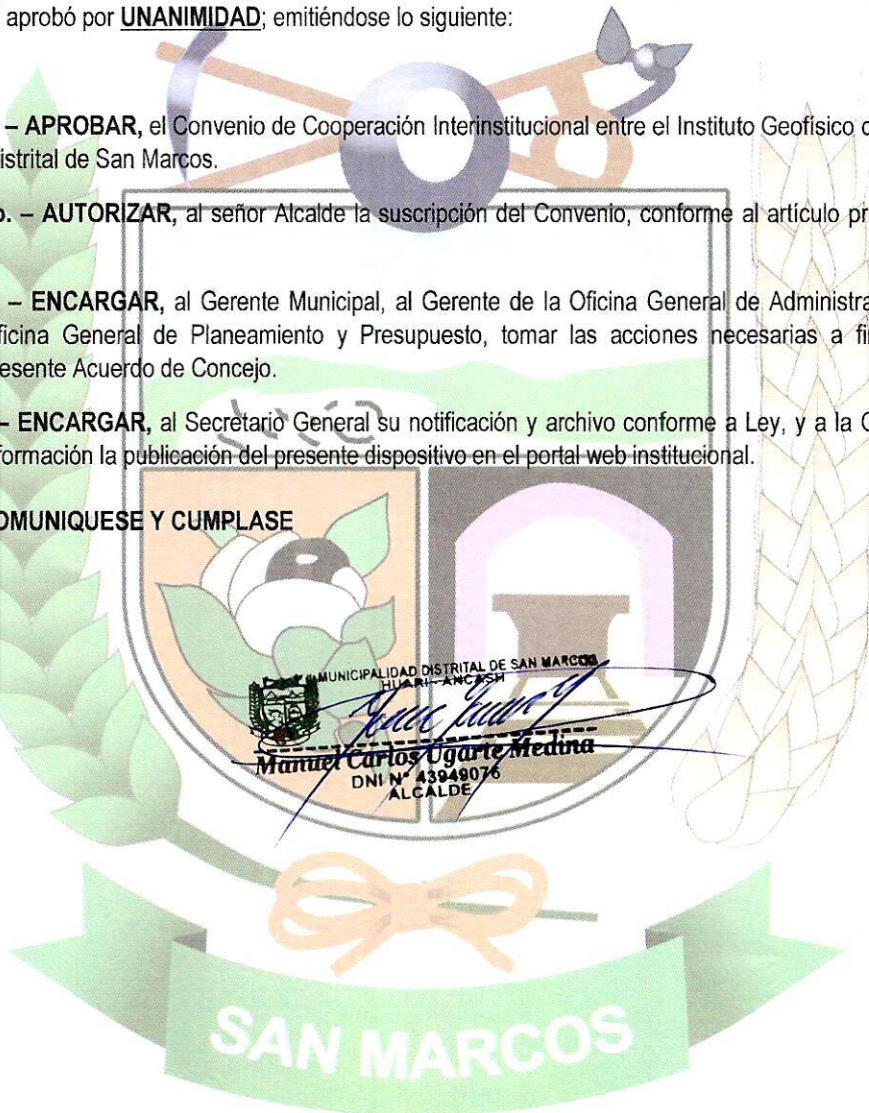 aprobó por UNANIMIDAD; emitiéndose lo siguiente:
– APROBAR, el Convenio de Cooperación Interinstitucional entre el Instituto Geofísico
istrital de San Marcos.
o. – AUTORIZAR, al señor Alcalde la suscripción del Convenio, conforme al artículo pr
– ENCARGAR, al Gerente Municipal, al Gerente de la Oficina General de Administra
ficina General de Planeamiento y Presupuesto, tomar las acciones necesarias a fi
esente Acuerdo de Concejo.
– ENCARGAR, al Secretario General su notificación y archivo conforme a Ley, y a la
formación la publicación del presente dispositivo en el portal web institucional.
OMUNIQUESE Y CUMPLASE
MUNICIPALIDAD DISTRITAL DE SAN MARCOS
HUARI - ANCASH
Manuel Carlos Ugarte Medina
DNI N° 43949076
ALCALDE
SAN MARCOS